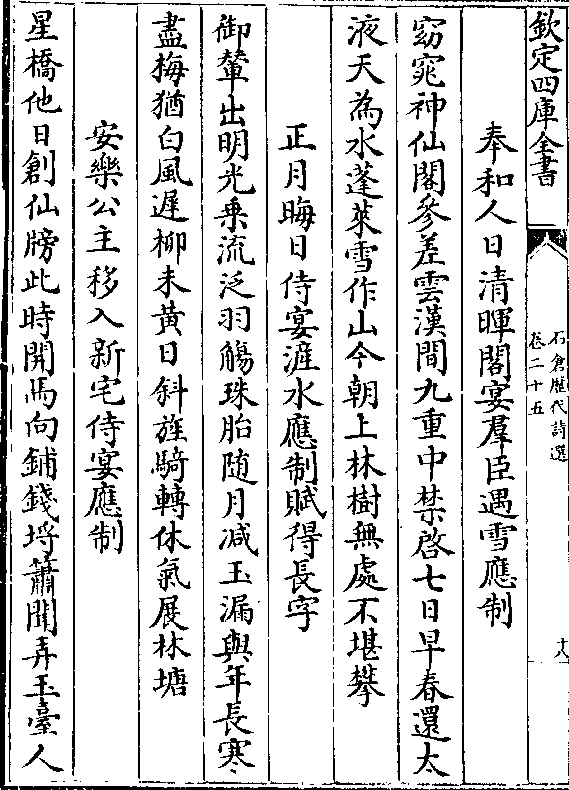 欽定四庫全書
石倉歴代詩選
卷二十五
十八
奉和人日清暉閣宴羣臣遇雪應制
窈窕神仙閣參差雲漢間九重中禁啓七日早春還太
液天為水蓬萊雪作山今朝上林樹無處不堪攀
正月晦日侍宴滻水應制賦得長字
御輦出明光乗流泛羽觴珠胎随月減玉漏與年長寒
盡梅猶白風遲柳未黃日斜旌騎轉休氣展林塘
安樂公主移入新宅侍宴應制
星橋他日創仙牓此時開馬向鋪錢埒簫聞弄玉臺人